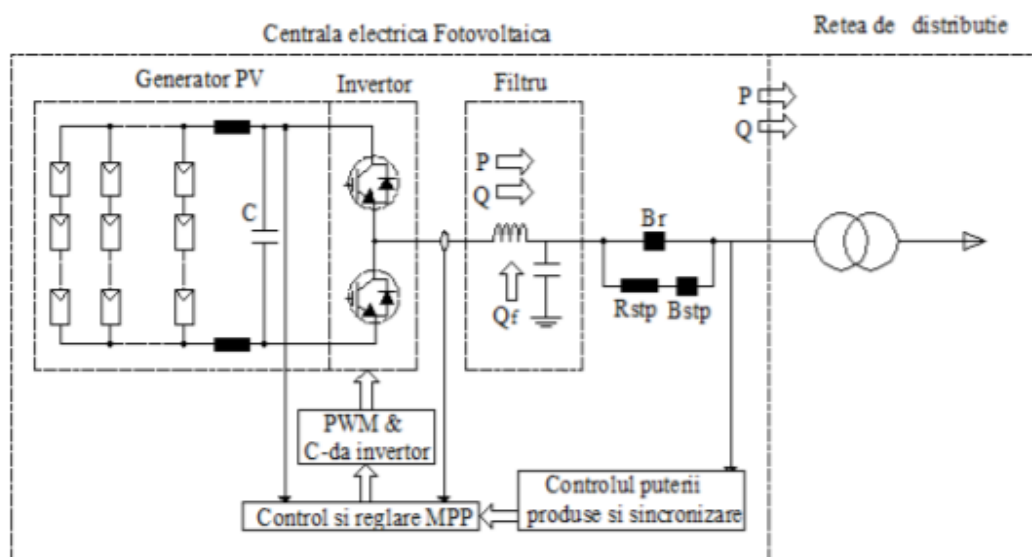 Centrala electrica Fotovoltaica
Retea de distributie
Generator PV
Invertor
Filtru
P
Q
P
Q
C
Br
Rstp
Bstp
Qf
PWM &
C-da invertor
Control si reglare MPP
Controlul puterii
produse si sincronizare